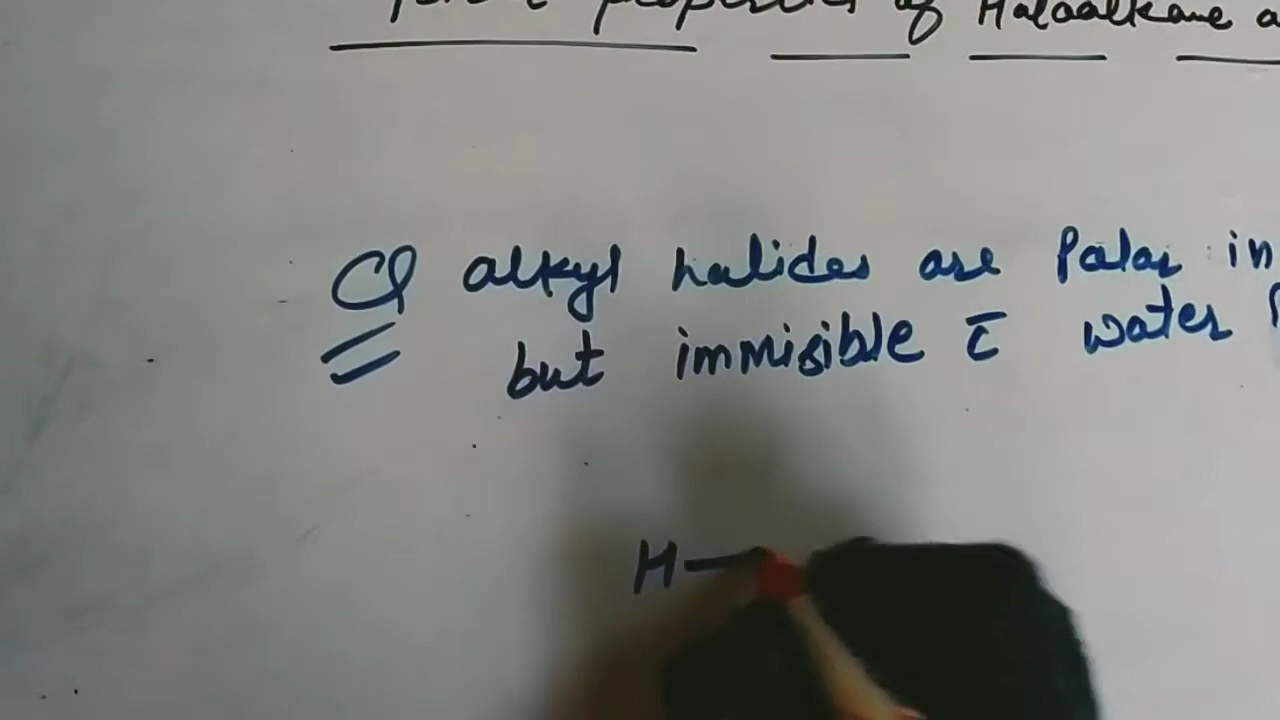 properties of Haloalkane a
Q alkyl halides are Polar in
but immisible c̄ water
H—